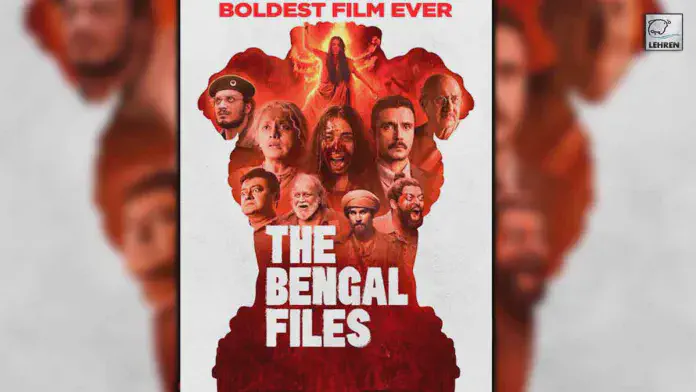 BOLDEST FILM EVER
LEHREN
THE
BENGAL
FILES